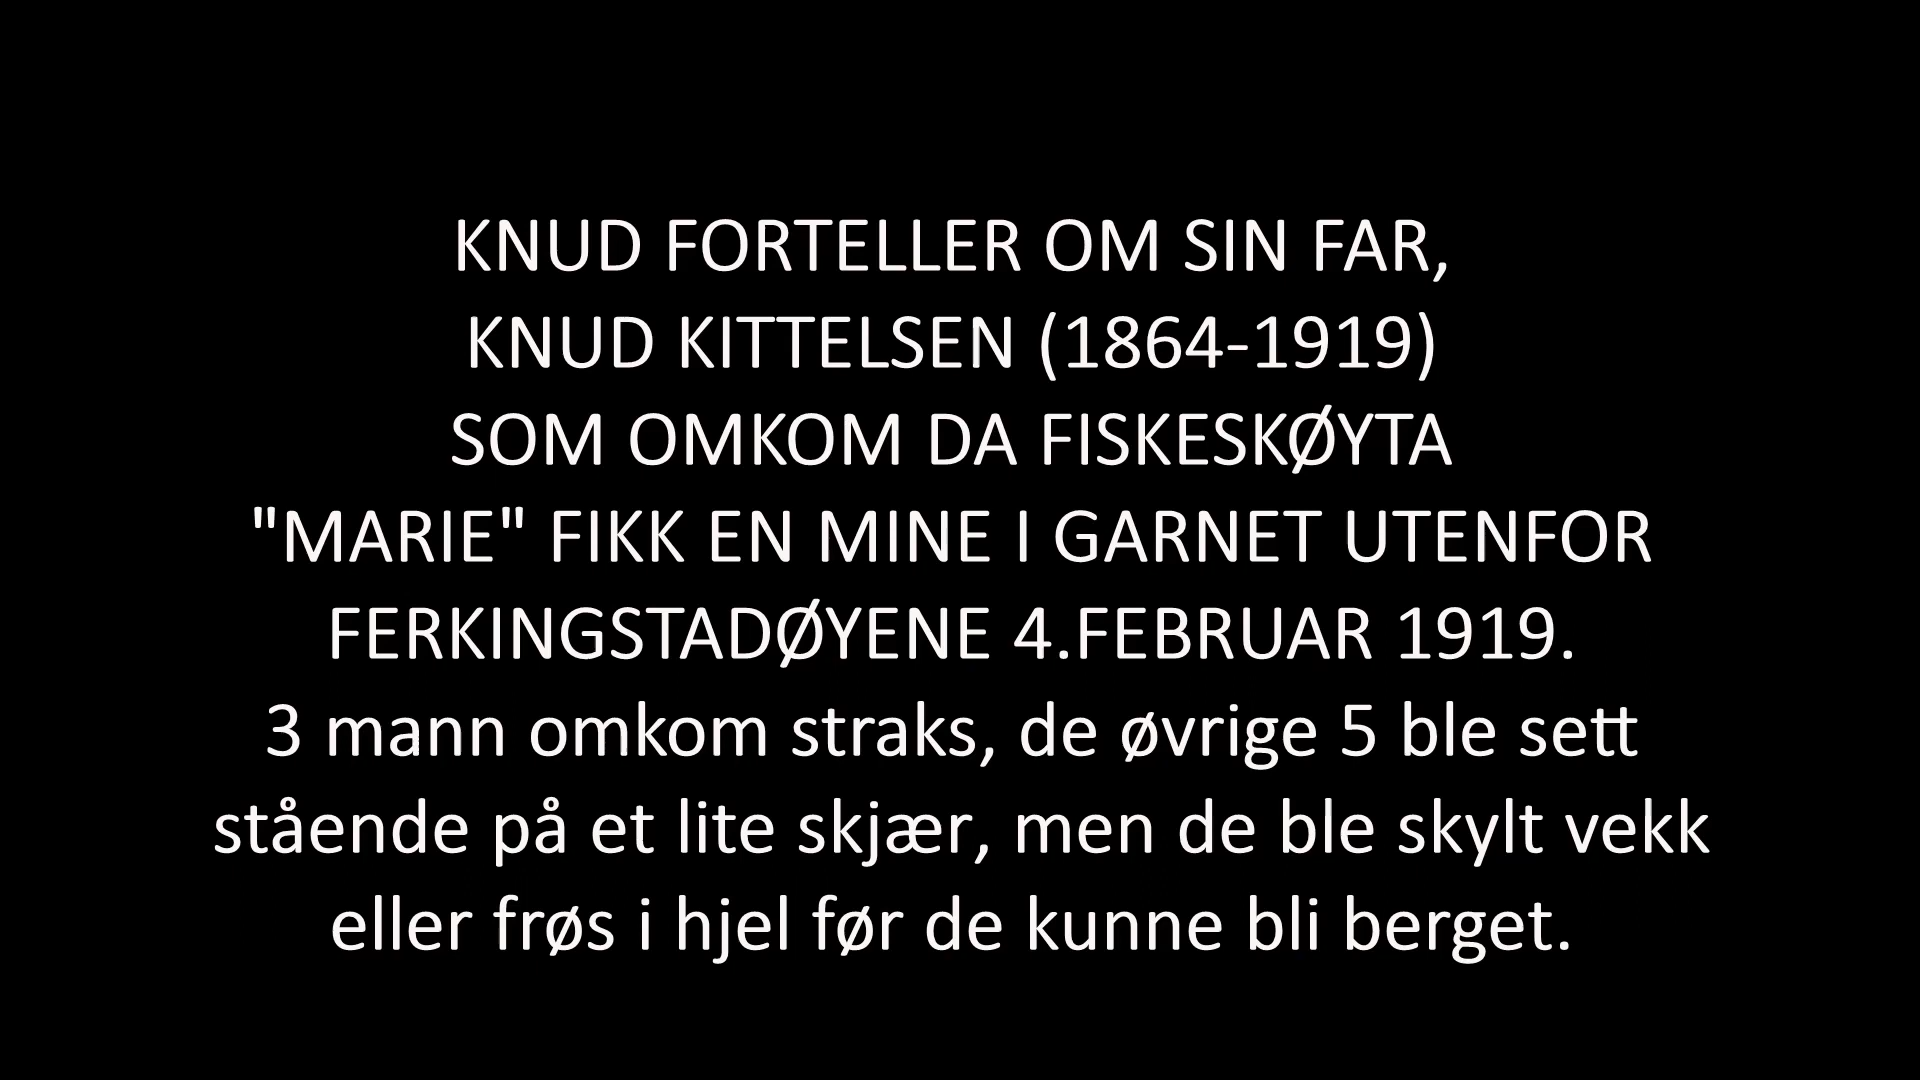 KNUD FORTELLER OM SIN FAR,
KNUD KITTELSEN (1864-1919)
SOM OMKOM DA FISKESKØYTA
"MARIE" FIKK EN MINE I GARNET UTENFOR
FERKINGSTADØYENE 4.FEBRUAR 1919.
3 mann omkom straks, de øvrige 5 ble sett
stående på et lite skjær, men de ble skylt vekk
eller frøs i hjel før de kunne bli berget.